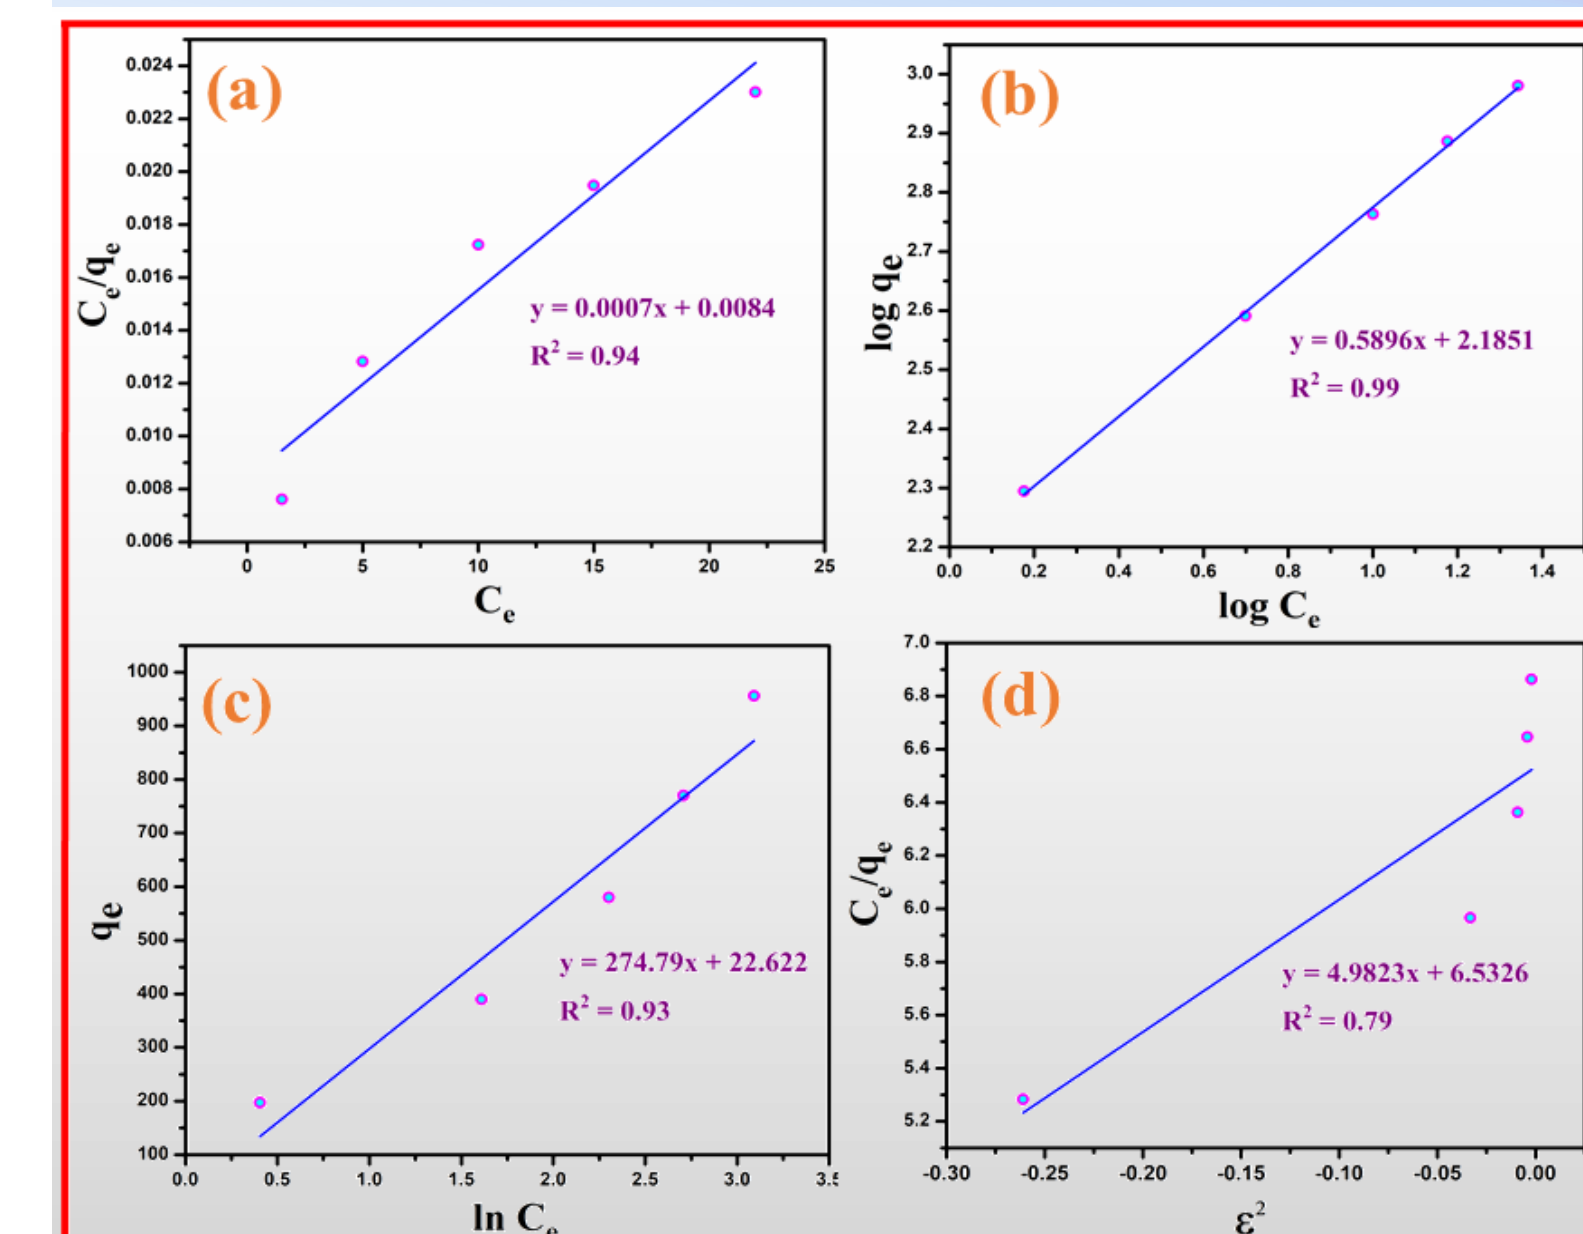 (a)
0.024
0.022
0.020
0.018
0.016
0.014
0.012
0.010
0.008
0.006
Ce/qe
y = 0.0007x + 0.0084
R² = 0.94
0 5 10 15 20 25
Ce
(b)
3.0
2.9
2.8
2.7
2.6
2.5
2.4
2.3
2.2
log qe
y = 0.5896x + 2.1851
R² = 0.99
0.0 0.2 0.4 0.6 0.8 1.0 1.2 1.4
log Ce
(c)
1000
900
800
700
600
500
400
300
200
100
qe
y = 274.79x + 22.622
R² = 0.93
0.0 0.5 1.0 1.5 2.0 2.5 3.0 3.5
ln Ce
(d)
7.0
6.8
6.6
6.4
6.2
6.0
5.8
5.6
5.4
5.2
Ce/qe
y = 4.9823x + 6.5326
R² = 0.79
-0.30 -0.25 -0.20 -0.15 -0.10 -0.05 0.00
ε²